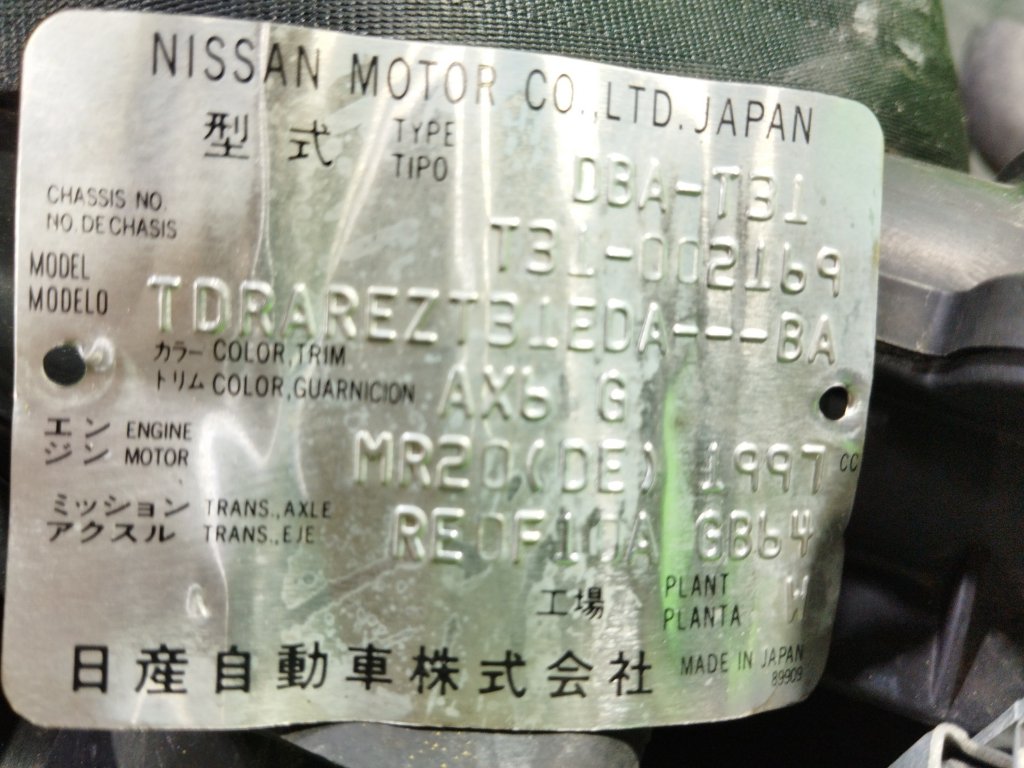 NISSAN MOTOR CO.,LTD.JAPAN
型式 TYPE TIPO DBA-T31
CHASSIS NO. NO.DE CHASIS T31-002169
MODEL MODELO TDRAREZT31EDA---BA
カラー COLOR,TRIM
トリム COLOR,GUARNICION AX6 G
エンジン ENGINE MOTOR MR20(DE) 1997 CC
ミッション TRANS.,AXLE
アクスル TRANS.,EJE RE0F10A GB64
工場 PLANT PLANTA W
日産自動車株式会社 MADE IN JAPAN
89909